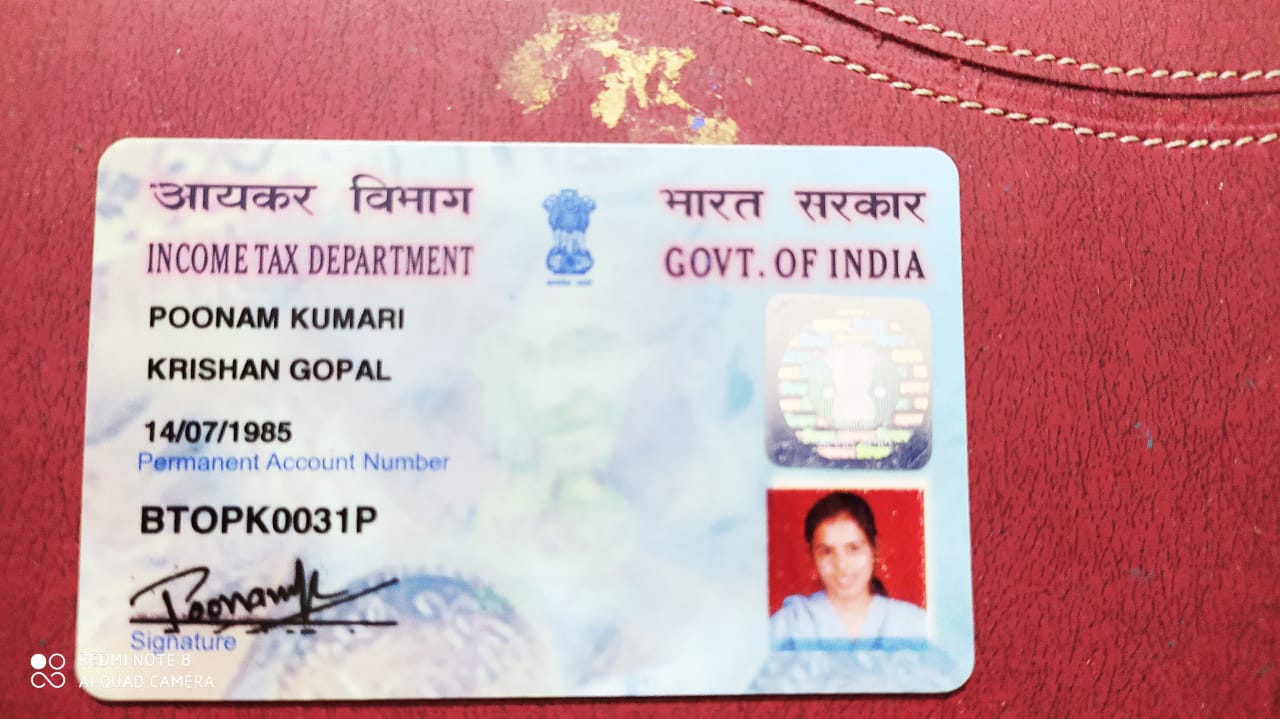 आयकर विभाग
INCOME TAX DEPARTMENT
भारत सरकार
GOVT. OF INDIA
POONAM KUMARI
KRISHAN GOPAL
14/07/1985
Permanent Account Number
BTOPK0031P
Signature
REDMI NOTE 8
AI QUAD CAMERA